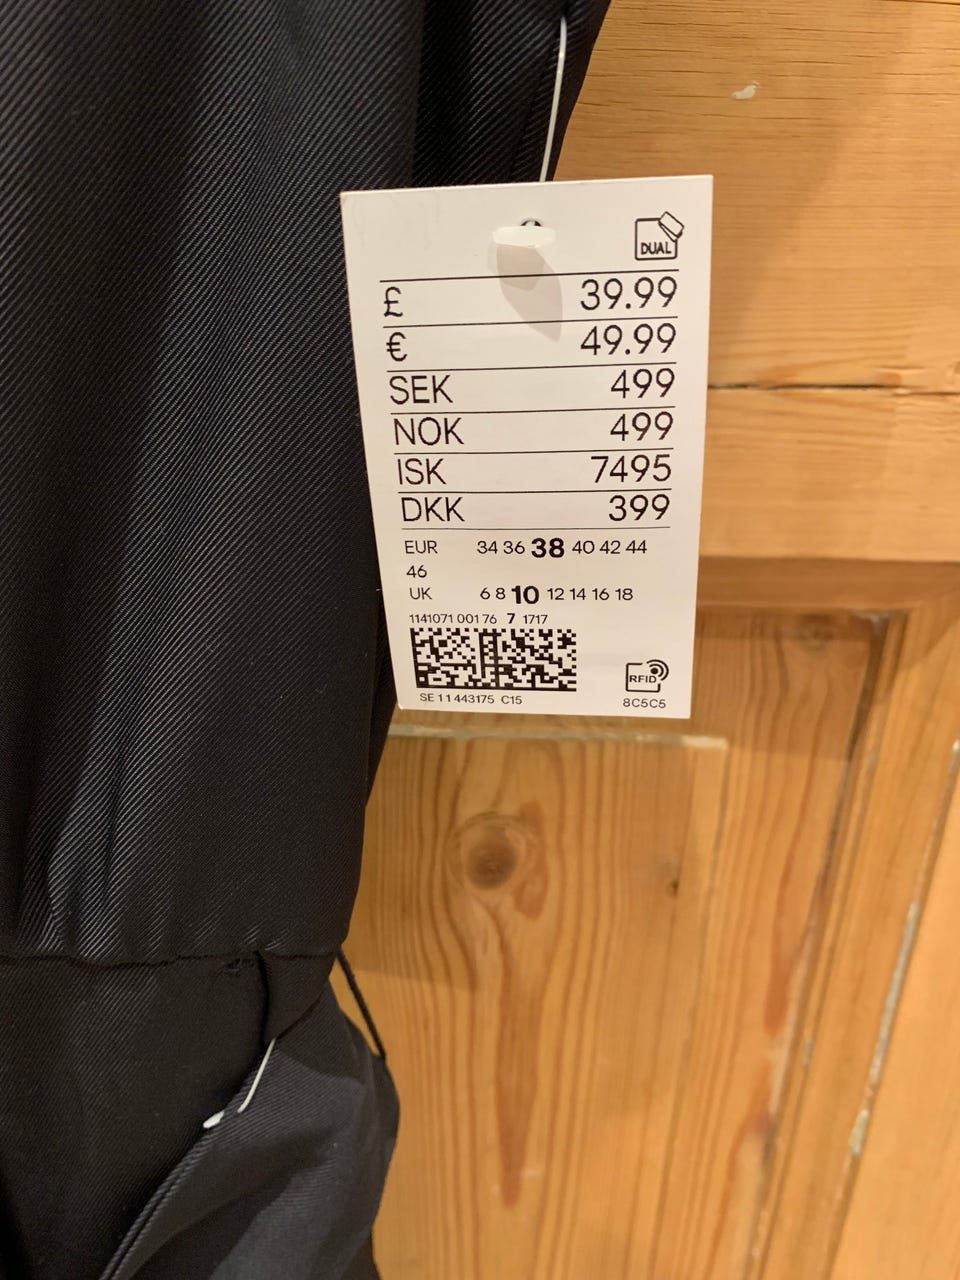 DUAL
£ 39.99
€ 49.99
SEK 499
NOK 499
ISK 7495
DKK 399
EUR 34 36 38 40 42 44
46
UK 6 8 10 12 14 16 18
1141071 001 76 7 1717
RFID
SE 1 1 443175 C15 8C5C5